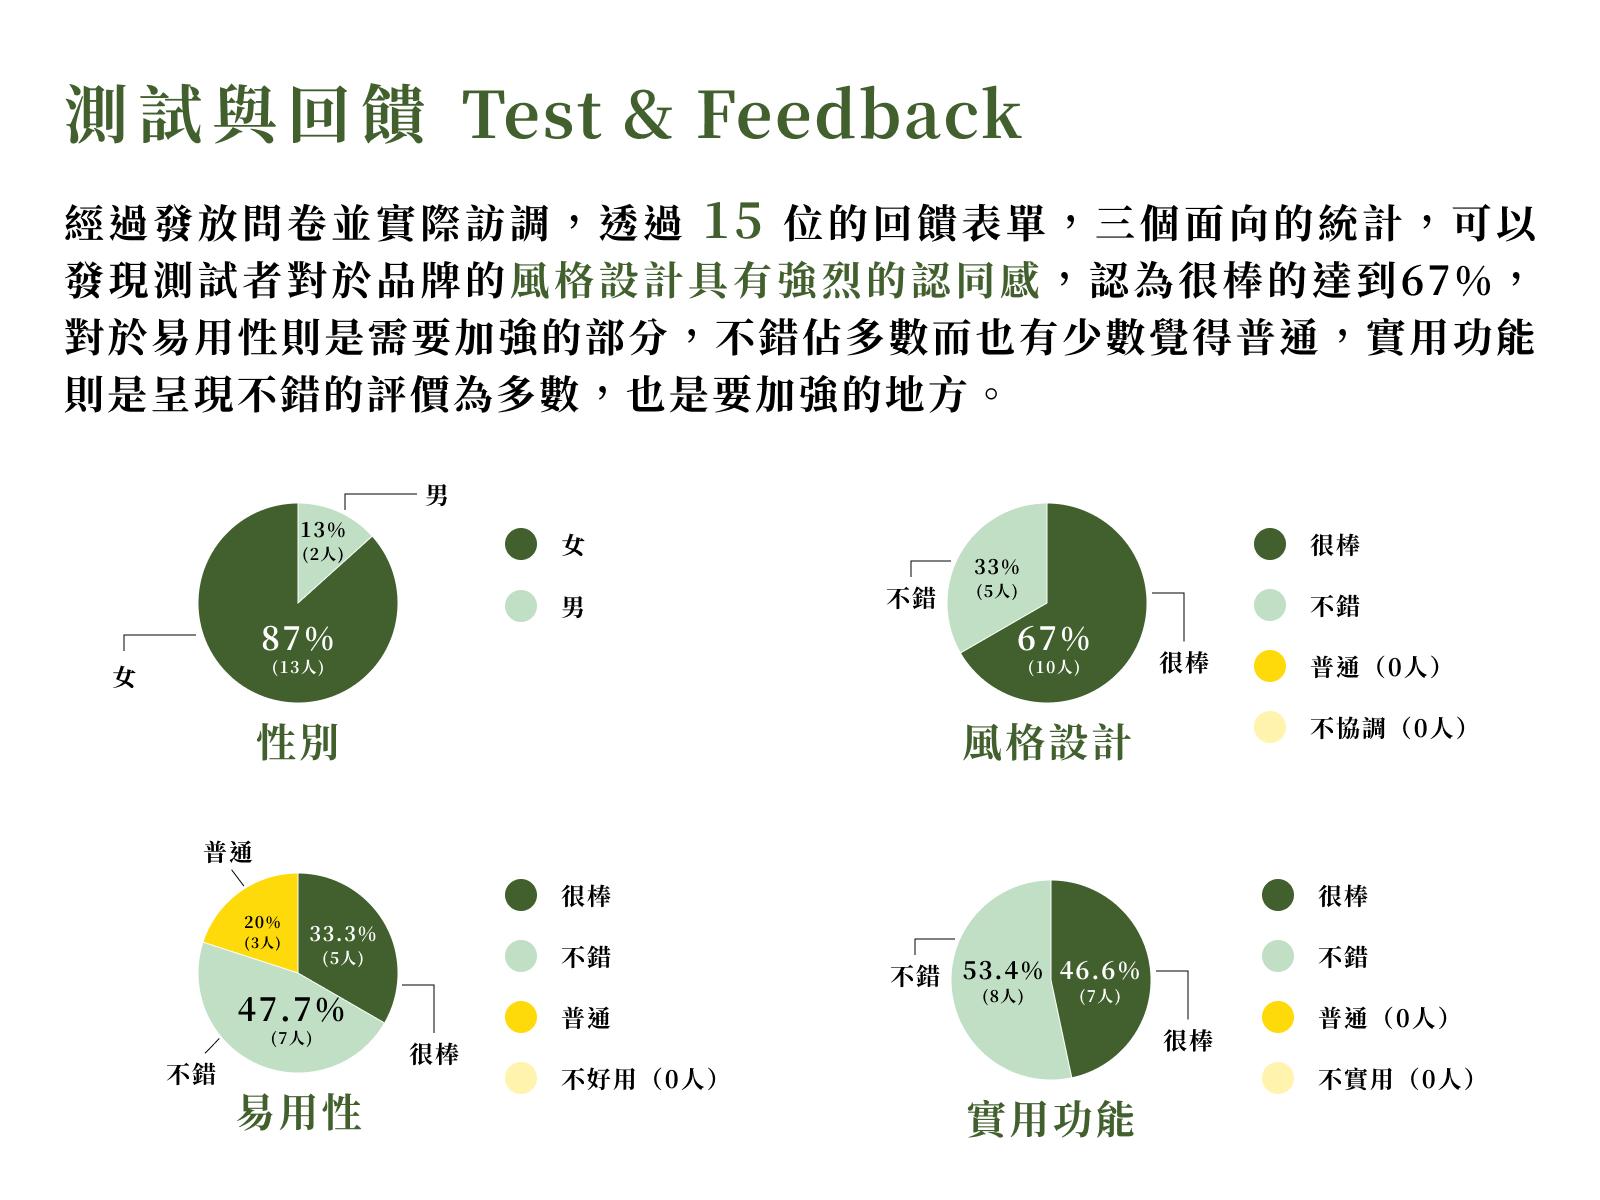 測試與回饋 Test & Feedback
經過發放問卷並實際訪調，透過 15 位的回饋表單，三個面向的統計，可以
發現測試者對於品牌的風格設計具有強烈的認同感，認為很棒的達到67%，
對於易用性則是需要加強的部分，不錯佔多數而也有少數覺得普通，實用功能
則是呈現不錯的評價為多數，也是要加強的地方。
男
13%
(2人)
87%
(13人)
女
女
男
性別
不錯
33%
(5人)
67%
(10人)
很棒
很棒
不錯
普通（0人）
不協調（0人）
風格設計
普通
20%
(3人)
33.3%
(5人)
47.7%
(7人)
不錯
很棒
很棒
不錯
普通
不好用（0人）
易用性
不錯
53.4%
(8人)
46.6%
(7人)
很棒
很棒
不錯
普通（0人）
不實用（0人）
實用功能